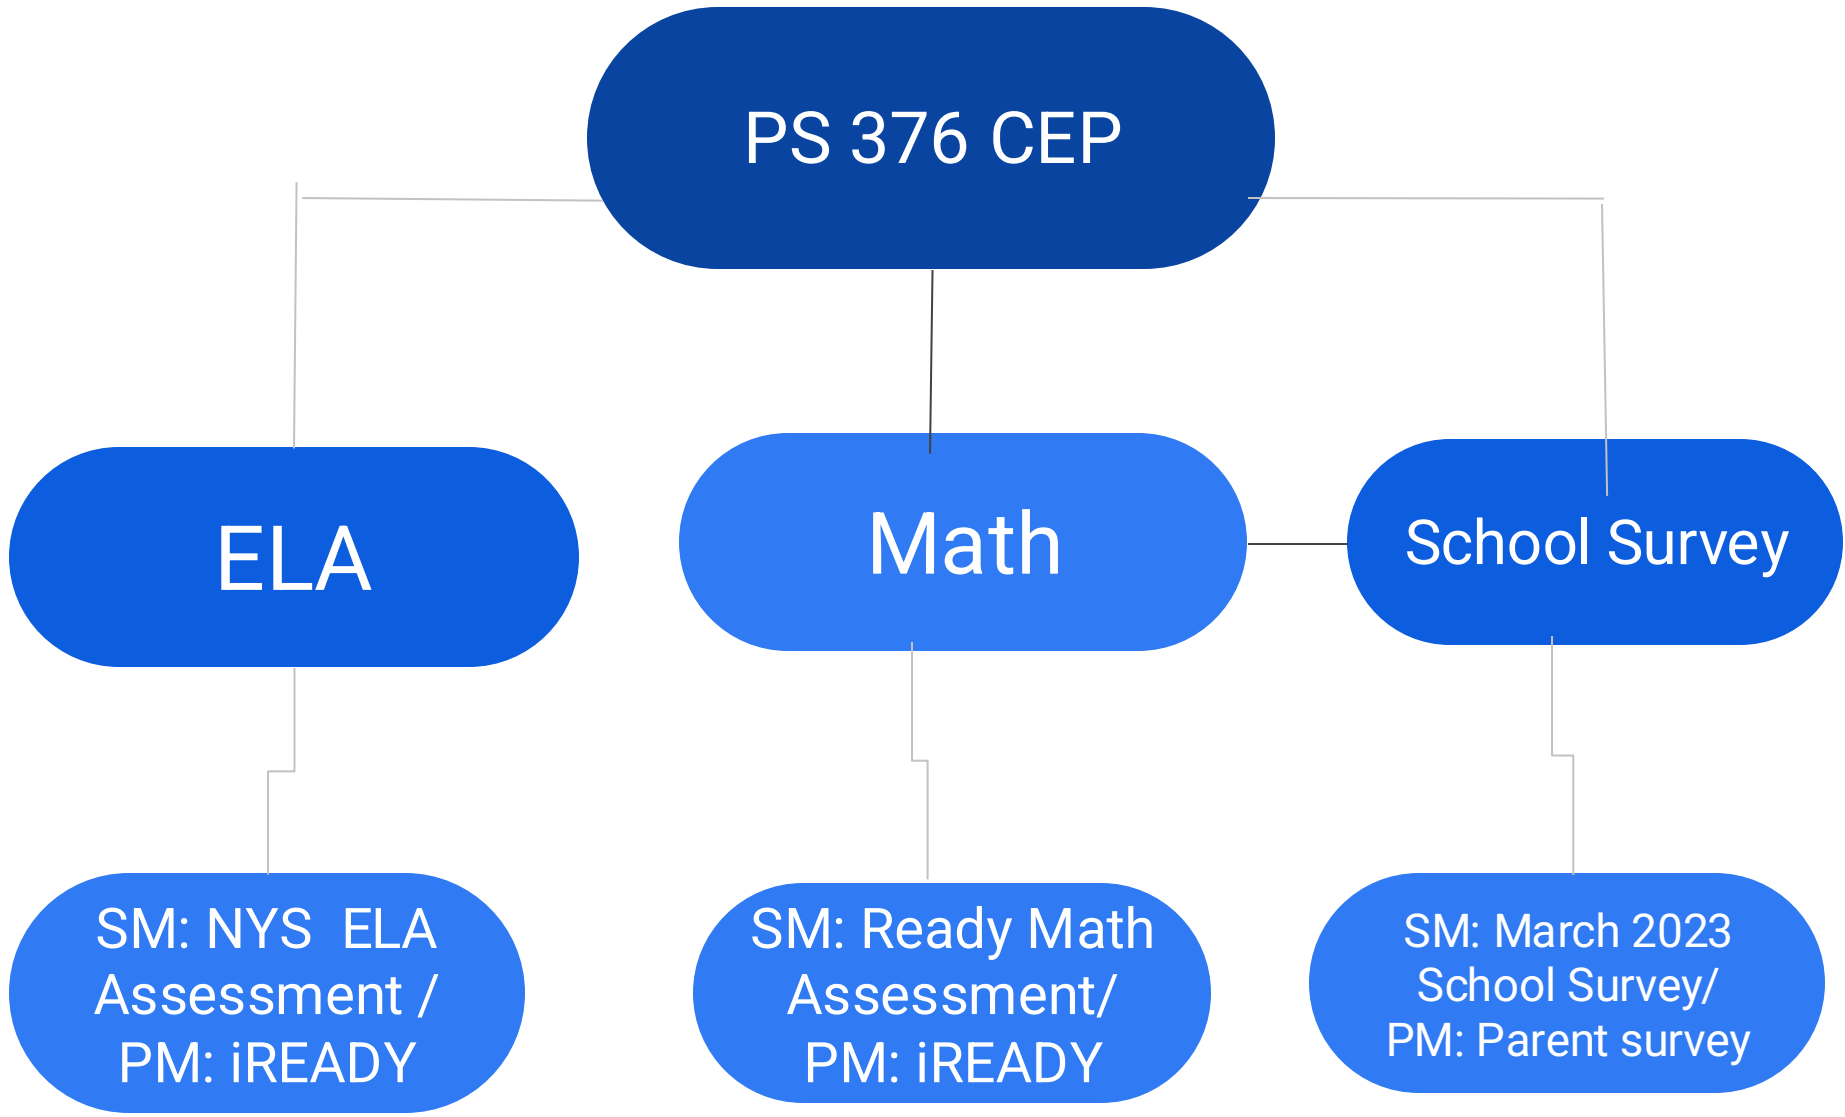 PS 376 CEP
ELA
Math
School Survey
SM: NYS  ELA
Assessment /
PM: iREADY
SM: Ready Math
Assessment/
PM: iREADY
SM: March 2023
School Survey/
PM: Parent survey